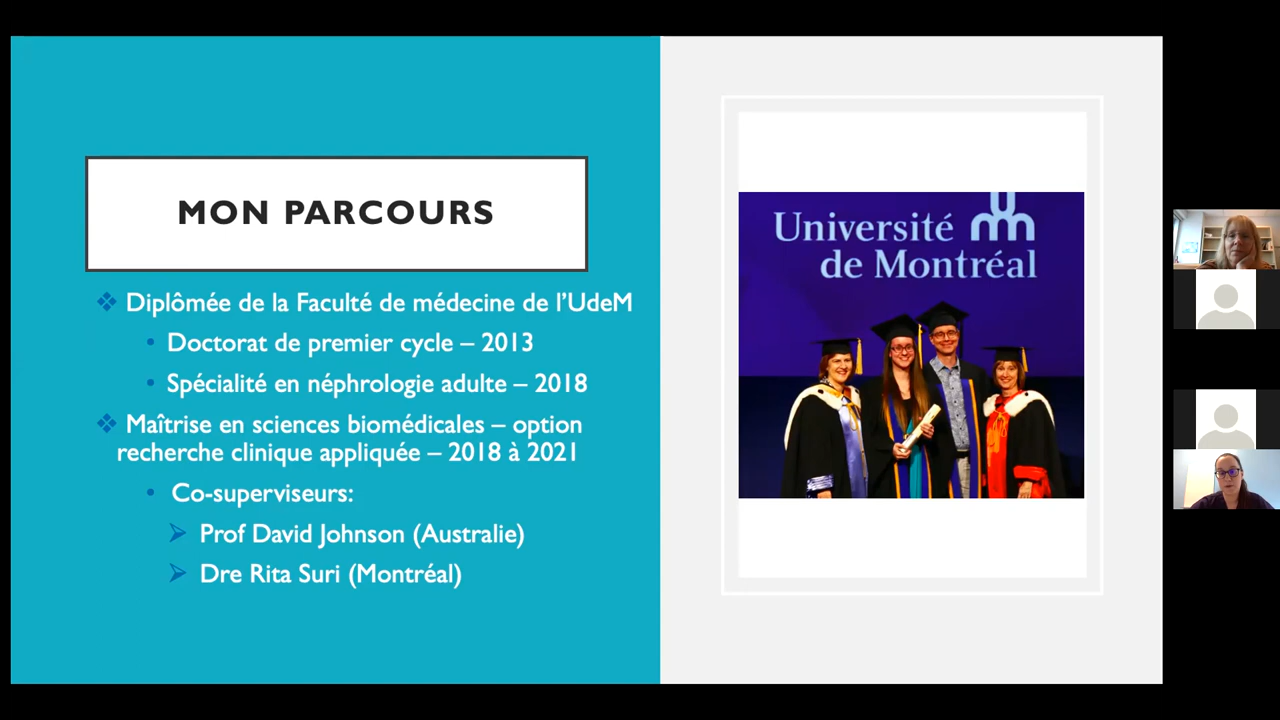 MON PARCOURS
Diplômée de la Faculté de médecine de l'UdeM
Doctorat de premier cycle – 2013
Spécialité en néphrologie adulte – 2018
Maîtrise en sciences biomédicales – option
recherche clinique appliquée – 2018 à 2021
Co-superviseurs:
Prof David Johnson (Australie)
Dre Rita Suri (Montréal)
Université
de Montréal